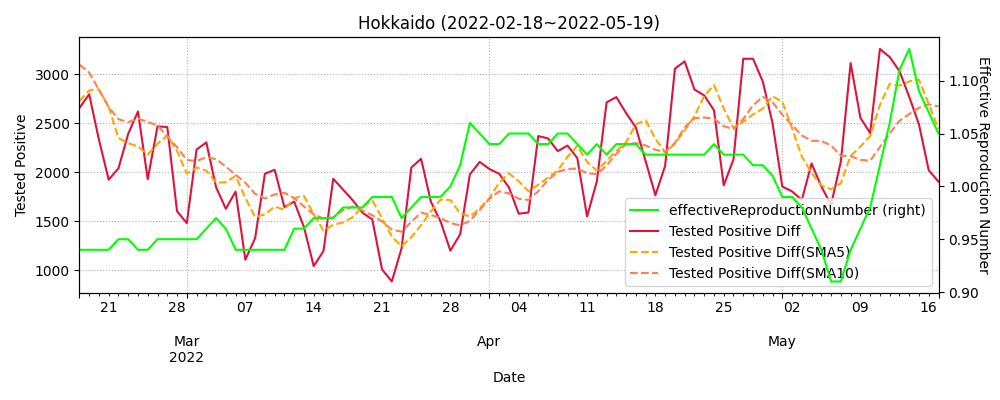 Hokkaido (2022-02-18~2022-05-19)
Tested Positive
3000
2500
2000
1500
1000
1.10
1.05
1.00
0.95
0.90
Effective Reproduction Number
effectiveReproductionNumber (right)
Tested Positive Diff
Tested Positive Diff(SMA5)
Tested Positive Diff(SMA10)
21 28 07 14 21 28 04 11 18 25 02 09 16
Mar Apr May
2022
Date